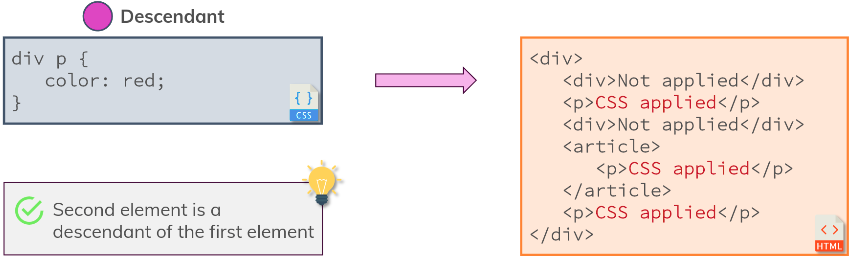 Descendant
div p {
   color: red;
}
{ }
CSS
Second element is a
descendant of the first element
<div>
   <div>Not applied</div>
   <p>CSS applied</p>
   <div>Not applied</div>
   <article>
      <p>CSS applied</p>
   </article>
   <p>CSS applied</p>
</div>
< >
HTML